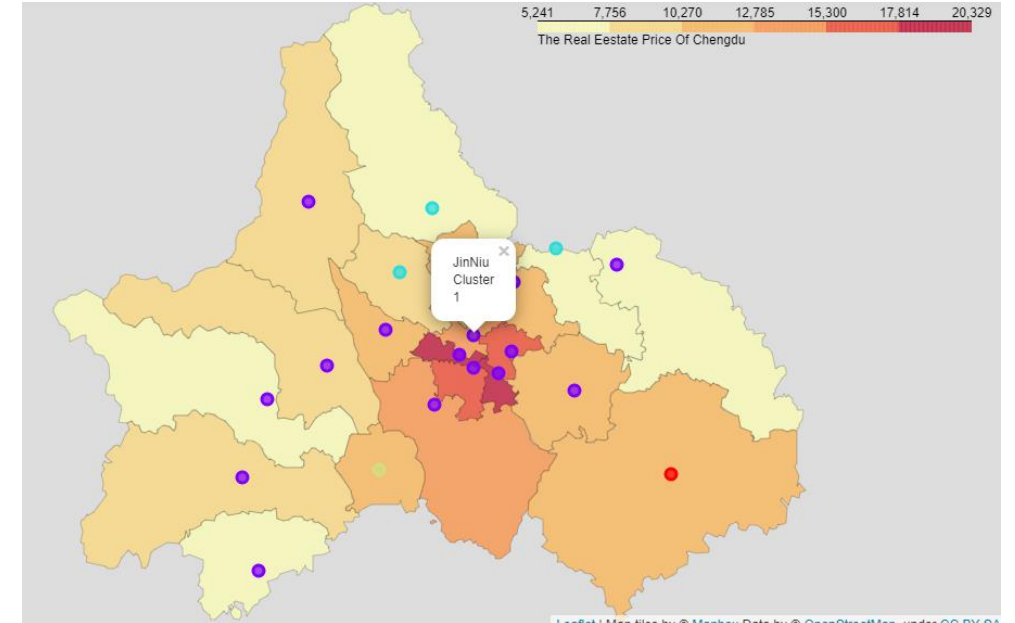 5,241 7,756 10,270 12,785 15,300 17,814 20,329
The Real Eestate Price Of Chengdu
×
JinNiu
Cluster
1
Leaflet | Map tiles by © Mapbox Data by © OpenStreetMap, under CC BY SA